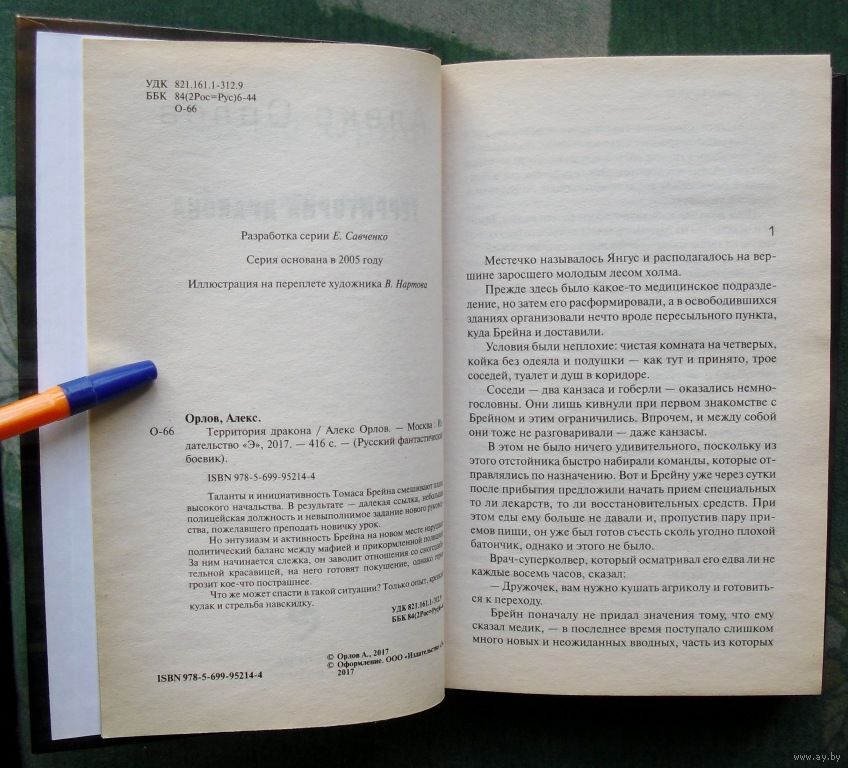 УДК 821.161.1-312.9
ББК 84(2Рос=Рус)6-44
О-66
Разработка серии Е. Савченко
Серия основана в 2005 году
Иллюстрация на переплете художника В. Нартова
Орлов, Алекс.
О-66 Территория дракона / Алекс Орлов. — Москва : Из
дательство «Э», 2017. — 416 с. — (Русский фантастический
боевик).
ISBN 978-5-699-95214-4
Таланты и инициативность Томаса Брейна смешивают планы
высокого начальства. В результате — далекая ссылка, небольшая
полицейская должность и невыполнимое задание нового руковод
ства, пожелавшего преподать новичку урок.
Но энтузиазм и активность Брейна на новом месте нарушают
политический баланс между мафией и прикормленной полицией.
За ним начинается слежка, он заводит отношения со сногсшиба
тельной красавицей, на него готовят покушение, однако героя
грозит кое-что пострашнее.
Что же может спасти в такой ситуации? Только опыт, крепкий
кулак и стрельба навскидку.
УДК 821.161.1-312.9
ББК 84(2Рос=Рус)6-4
© Орлов А., 2017
© Оформление. ООО «Издательство
ISBN 978-5-699-95214-4 2017
1
Местечко называлось Янгус и располагалось на вер-
шине заросшего молодым лесом холма.
Прежде здесь было какое-то медицинское подразде-
ление, но затем его расформировали, а в освободившихся
зданиях организовали нечто вроде пересыльного пункта,
куда Брейна и доставили.
Условия были неплохие: чистая комната на четверых,
койка без одеяла и подушки — как тут и принято, трое
соседей, туалет и душ в коридоре.
Соседи — два канзаса и гоберли — оказались немно-
гословны. Они лишь кивнули при первом знакомстве с
Брейном и этим ограничились. Впрочем, и между собой
они тоже не разговаривали — даже канзасы.
В этом не было ничего удивительного, поскольку из
этого отстойника быстро набирали команды, которые от-
правлялись по назначению. Вот и Брейну уже через сутки
после прибытия предложили начать прием специальных
то ли лекарств, то ли восстановительных средств. При
этом еды ему больше не давали и, пропустив пару при-
емов пищи, он уже был готов съесть сколь угодно плохой
батончик, однако и этого не было.
Врач-суперколвер, который осматривал его едва ли не
каждые восемь часов, сказал:
— Дружочек, вам нужно кушать агриколу и готовить-
ся к переходу.
Брейн поначалу не придал значения тому, что ему
сказал медик, — в последнее время поступало слишком
много новых и неожиданных вводных, часть из которых
www.ay.by